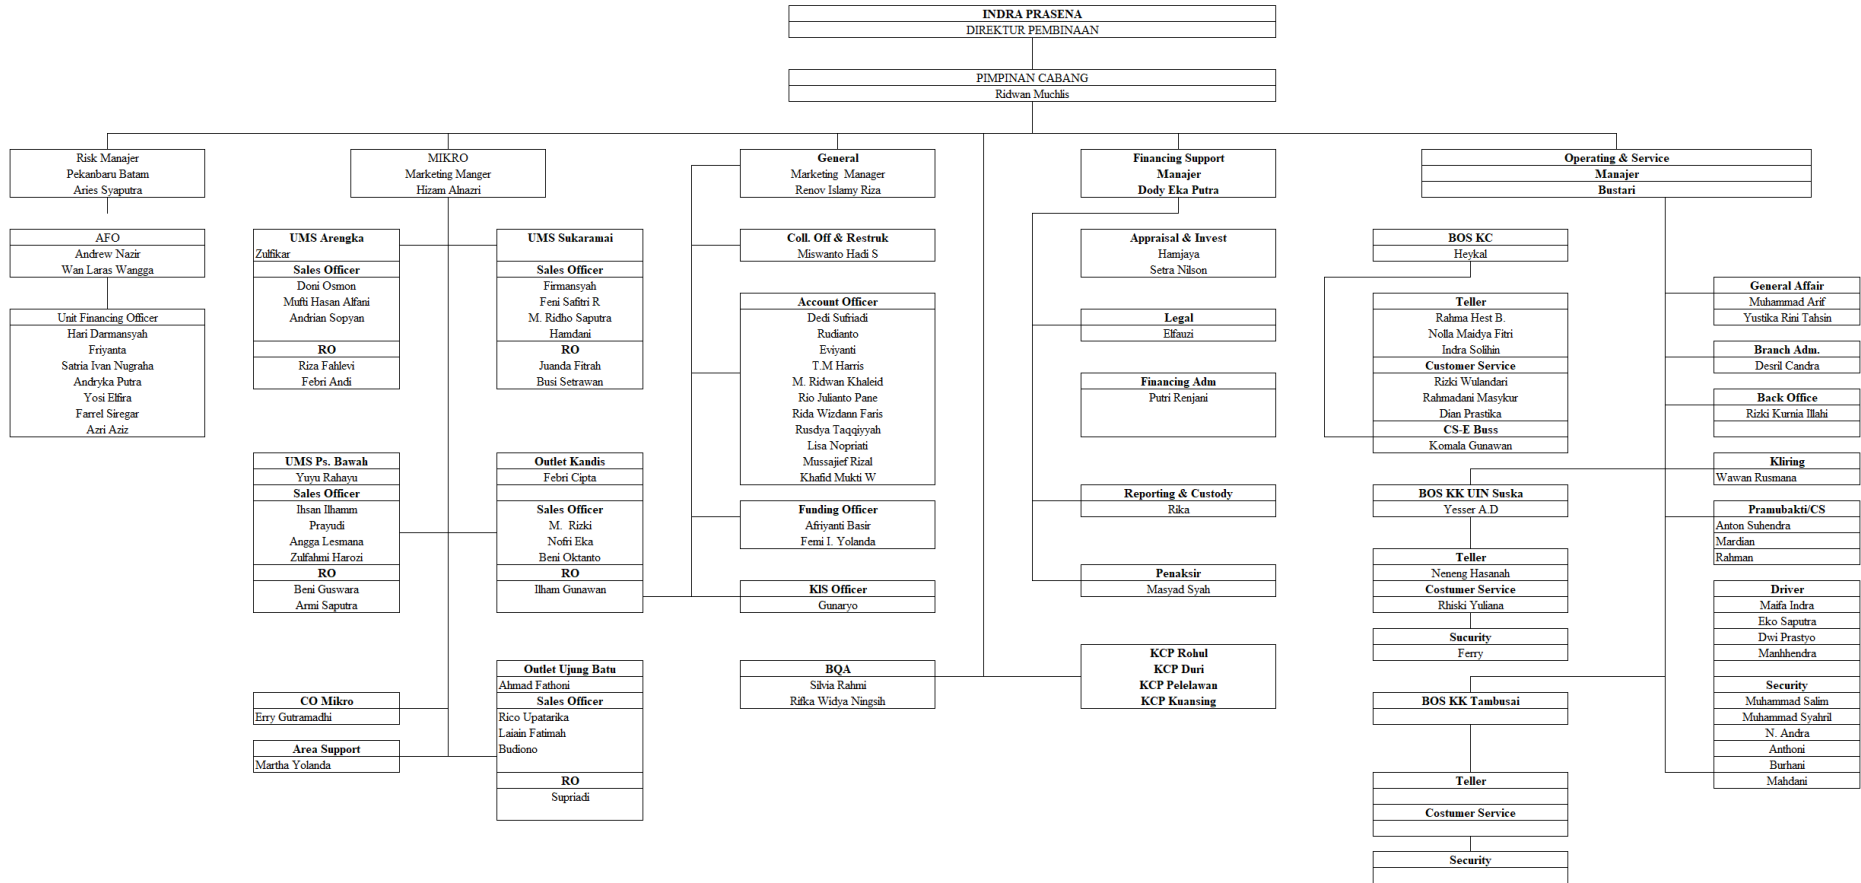 INDRA PRASENA
DIREKTUR PEMBINAAN
PIMPINAN CABANG
Ridwan Muchlis
Risk Manajer
Pekanbaru Batam
Aries Syaputra
AFO
Andrew Nazir
Wan Laras Wangga
Unit Financing Officer
Hari Darmansyah
Friyanta
Satria Ivan Nugraha
Andryka Putra
Yosi Elfira
Farrel Siregar
Azri Aziz
MIKRO
Marketing Manger
Hizam Alnazri
UMS Arengka
Zulfikar
Sales Officer
Doni Osmon
Mufti Hasan Alfani
Andrian Sopyan
RO
Riza Fahlevi
Febri Andi
UMS Sukaramai
Sales Officer
Firmansyah
Feni Safitri R
M. Ridho Saputra
Hamdani
RO
Juanda Fitrah
Busi Setrawan
UMS Ps. Bawah
Yuyu Rahayu
Sales Officer
Ihsan Ilhamm
Prayudi
Angga Lesmana
Zulfahmi Harozi
RO
Beni Guswara
Armi Saputra
Outlet Kandis
Febri Cipta
Sales Officer
M. Rizki
Nofri Eka
Beni Oktanto
RO
Ilham Gunawan
CO Mikro
Erry Gutramadhi
Area Support
Martha Yolanda
Outlet Ujung Batu
Ahmad Fathoni
Sales Officer
Rico Upatarika
Laiain Fatimah
Budiono
RO
Supriadi
General
Marketing Manager
Renov Islamy Riza
Coll. Off & Restruk
Miswanto Hadi S
Account Officer
Dedi Sufriadi
Rudianto
Eviyanti
T.M Harris
M. Ridwan Khaleid
Rio Julianto Pane
Rida Wizdann Faris
Rusdya Taqqiyyah
Lisa Nopriati
Mussajief Rizal
Khafid Mukti W
Funding Officer
Afriyanti Basir
Femi I. Yolanda
KIS Officer
Gunaryo
BQA
Silvia Rahmi
Rifka Widya Ningsih
Financing Support
Manajer
Dody Eka Putra
Appraisal & Invest
Hamjaya
Setra Nilson
Legal
Elfauzi
Financing Adm
Putri Renjani
Reporting & Custody
Rika
Penaksir
Masyad Syah
KCP Rohul
KCP Duri
KCP Pelelawan
KCP Kuansing
Operating & Service
Manajer
Bustari
BOS KC
Heykal
Teller
Rahma Hest B.
Nolla Maidya Fitri
Indra Solihin
Customer Service
Rizki Wulandari
Rahmadani Masykur
Dian Prastika
CS-E Buss
Komala Gunawan
BOS KK UIN Suska
Yesser A.D
Teller
Neneng Hasanah
Costumer Service
Rhiski Yuliana
Sucurity
Ferry
BOS KK Tambusai
Teller
Costumer Service
Security
General Affair
Muhammad Arif
Yustika Rini Tahsin
Branch Adm.
Desril Candra
Back Office
Rizki Kurnia Illahi
Kliring
Wawan Rusmana
Pramubakti/CS
Anton Suhendra
Mardian
Rahman
Driver
Maifa Indra
Eko Saputra
Dwi Prastyo
Manhhendra
Security
Muhammad Salim
Muhammad Syahril
N. Andra
Anthoni
Burhani
Mahdani